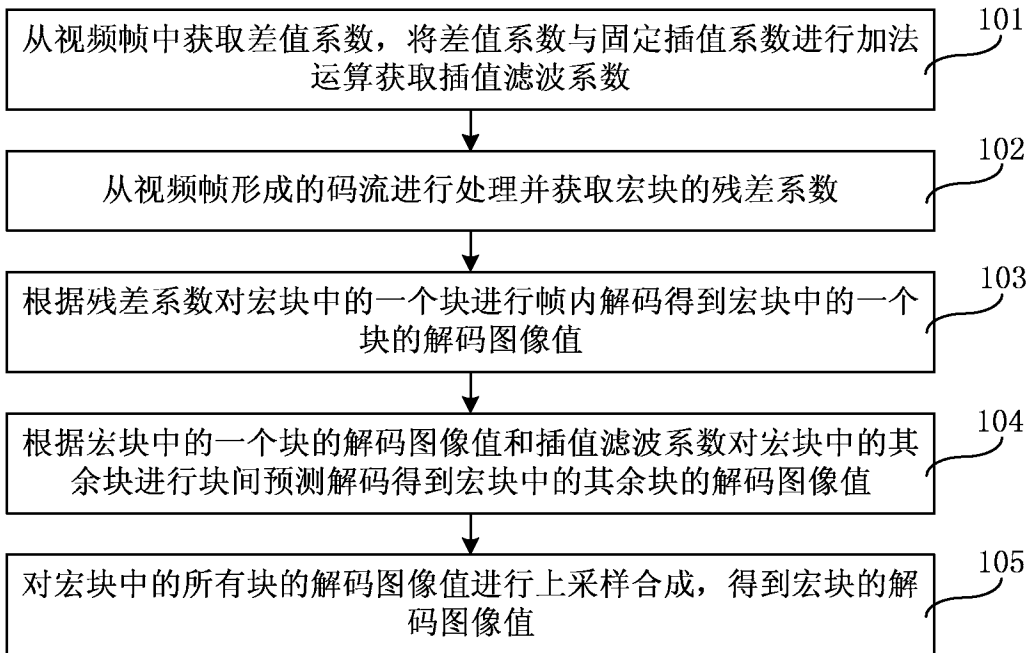 从视频帧中获取差值系数，将差值系数与固定插值系数进行加法
运算获取插值滤波系数
101
从视频帧形成的码流进行处理并获取宏块的残差系数
102
根据残差系数对宏块中的一个块进行帧内解码得到宏块中的一个
块的解码图像值
103
根据宏块中的一个块的解码图像值和插值滤波系数对宏块中的其
余块进行块间预测解码得到宏块中的其余块的解码图像值
104
对宏块中的所有块的解码图像值进行上采样合成，得到宏块的解
码图像值
105